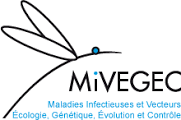 MiVEGEC
Maladies Infectieuses et Vecteurs
Écologie, Génétique, Évolution et Contrôle